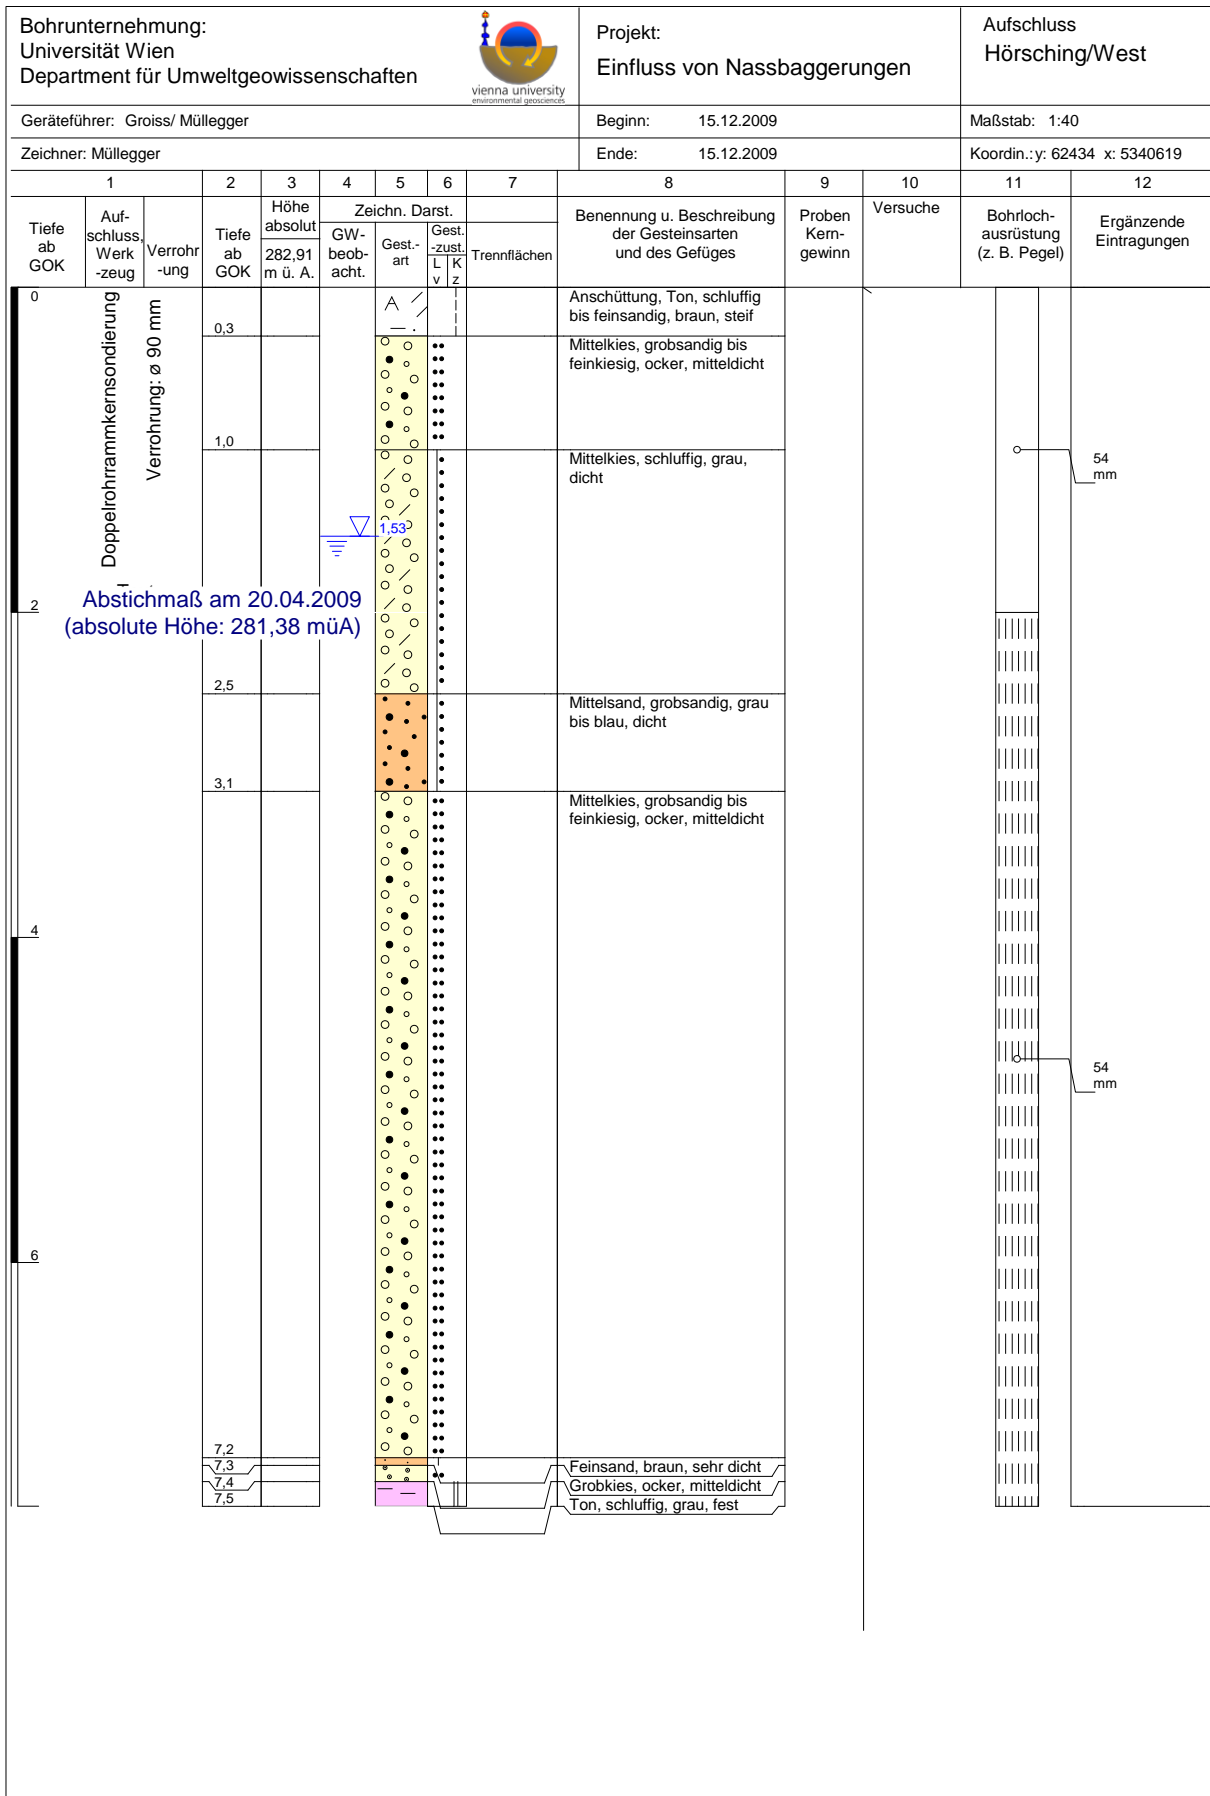 Bohrunternehmung:
Universität Wien
Department für Umweltgeowissenschaften
vienna university
environmental geosciences
Projekt:
Einfluss von Nassbaggerungen
Aufschluss
Hörsching/West
Geräteführer: Groiss/ Müllegger
Beginn: 15.12.2009
Maßstab: 1:40
Zeichner: Müllegger
Ende: 15.12.2009
Koordin.: y: 62434 x: 5340619
1 2 3 4 5 6 7 8 9 10 11 12
Tiefe
ab
GOK
Auf-
schluss,
Werk
-zeug
Verrohr
-ung
Tiefe
ab
GOK
Höhe
absolut
282,91
m ü. A.
Zeichn. Darst.
GW-
beob-
acht.
Gest.-
art
Gest.
-zust.
L K
v z
Trennflächen
Benennung u. Beschreibung
der Gesteinsarten
und des Gefüges
Proben
Kern-
gewinn
Versuche
Bohrloch-
ausrüstung
(z. B. Pegel)
Ergänzende
Eintragungen
0
Doppelrohrrammkernsondierung
Verrohrung: ø 90 mm
A
Anschüttung, Ton, schluffig
bis feinsandig, braun, steif
0,3
Mittelkies, grobsandig bis
feinkiesig, ocker, mitteldicht
1,0
Mittelkies, schluffig, grau,
dicht
54
mm
1,53
Abstichmaß am 20.04.2009
(absolute Höhe: 281,38 müA)
2
2,5
Mittelsand, grobsandig, grau
bis blau, dicht
3,1
Mittelkies, grobsandig bis
feinkiesig, ocker, mitteldicht
4
54
mm
6
7,2
7,3
Feinsand, braun, sehr dicht
7,4
Grobkies, ocker, mitteldicht
7,5
Ton, schluffig, grau, fest